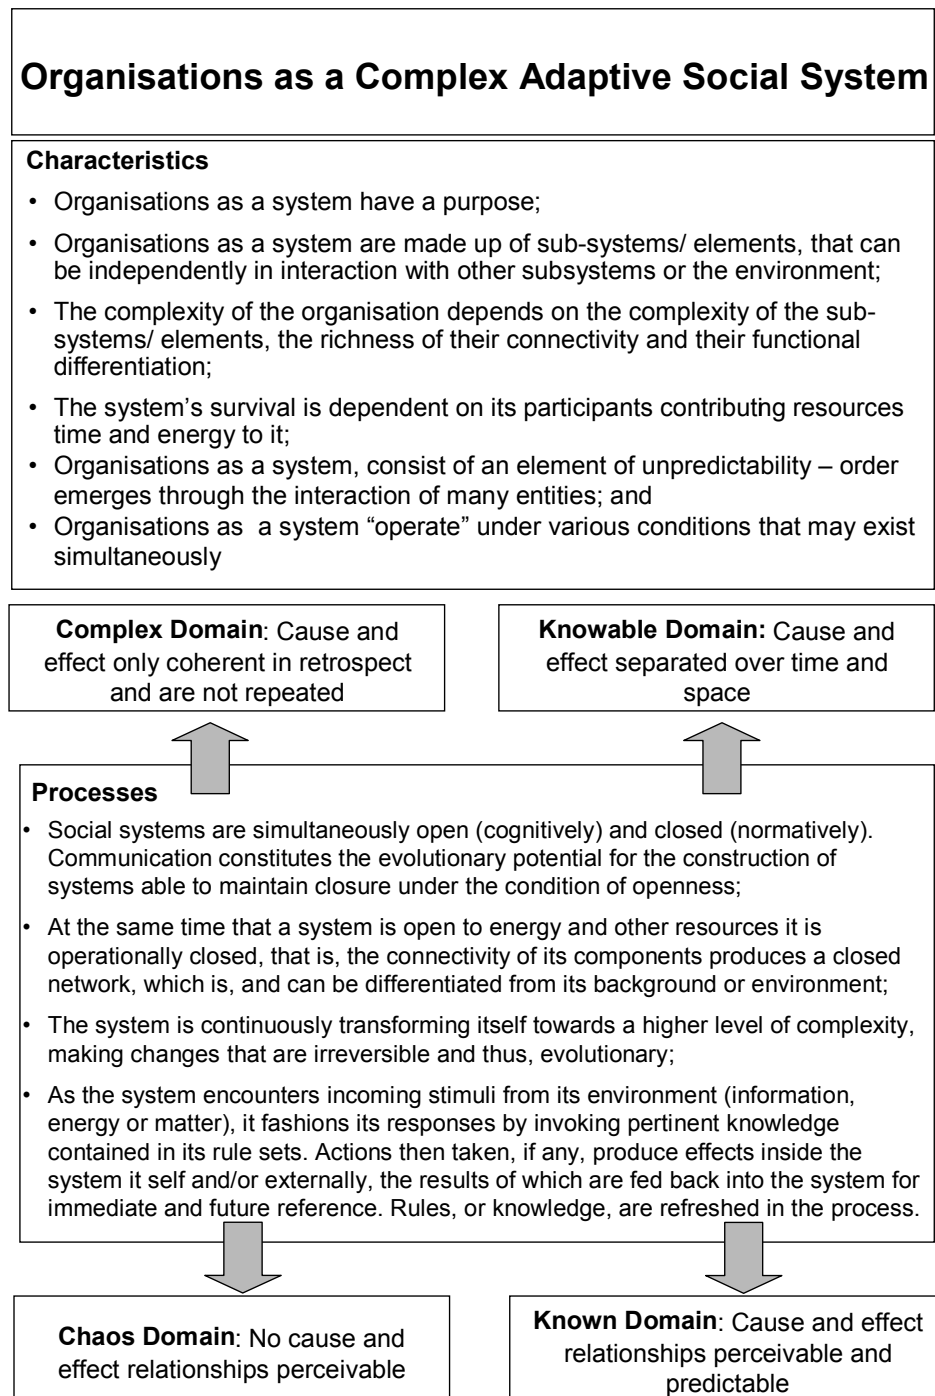 Organisations as a Complex Adaptive Social System
Characteristics
• Organisations as a system have a purpose;
• Organisations as a system are made up of sub-systems/ elements, that can
be independently in interaction with other subsystems or the environment;
• The complexity of the organisation depends on the complexity of the sub-
systems/ elements, the richness of their connectivity and their functional
differentiation;
• The system's survival is dependent on its participants contributing resources
time and energy to it;
• Organisations as a system, consist of an element of unpredictability – order
emerges through the interaction of many entities; and
• Organisations as a system “operate” under various conditions that may exist
simultaneously
Complex Domain: Cause and
effect only coherent in retrospect
and are not repeated
Knowable Domain: Cause and
effect separated over time and
space
Processes
• Social systems are simultaneously open (cognitively) and closed (normatively).
Communication constitutes the evolutionary potential for the construction of
systems able to maintain closure under the condition of openness;
• At the same time that a system is open to energy and other resources it is
operationally closed, that is, the connectivity of its components produces a closed
network, which is, and can be differentiated from its background or environment;
• The system is continuously transforming itself towards a higher level of complexity,
making changes that are irreversible and thus, evolutionary;
• As the system encounters incoming stimuli from its environment (information,
energy or matter), it fashions its responses by invoking pertinent knowledge
contained in its rule sets. Actions then taken, if any, produce effects inside the
system it self and/or externally, the results of which are fed back into the system for
immediate and future reference. Rules, or knowledge, are refreshed in the process.
Chaos Domain: No cause and
effect relationships perceivable
Known Domain: Cause and effect
relationships perceivable and
predictable